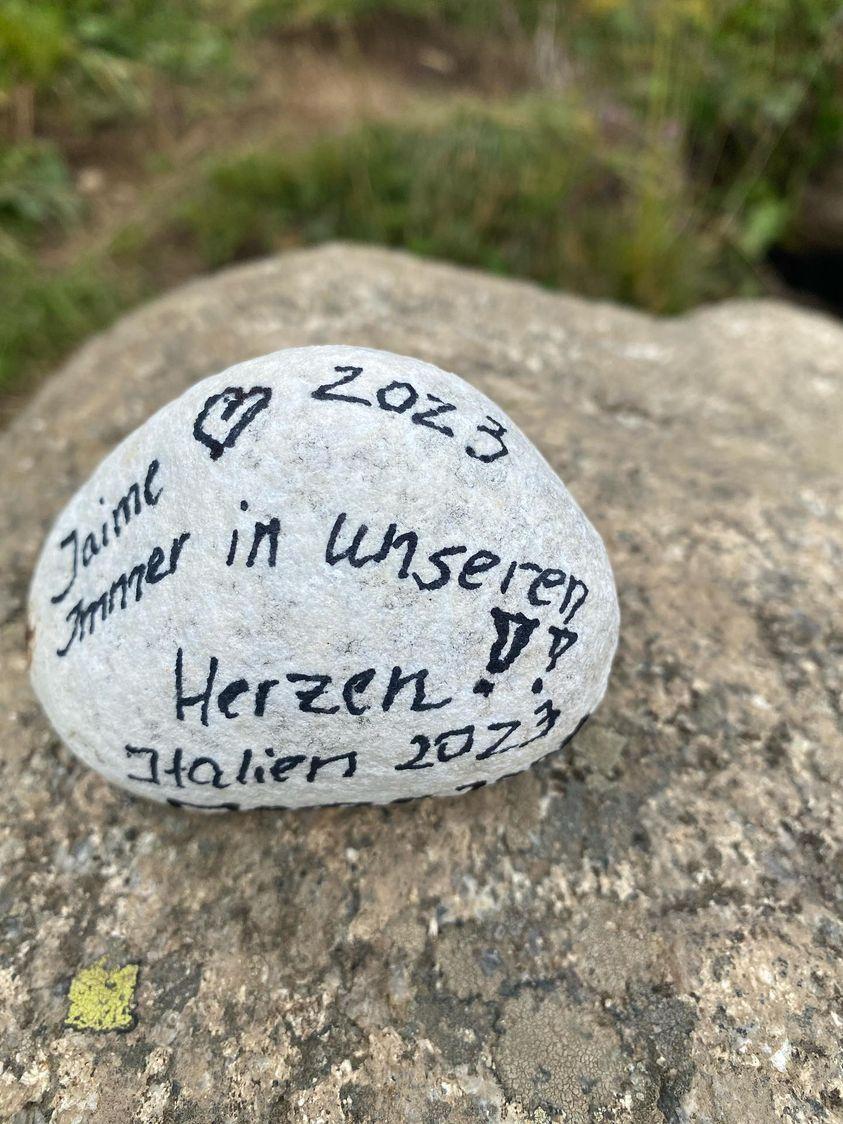 Jaime ♡ 2023
Immer in unseren
Herzen!!
Italien 2023